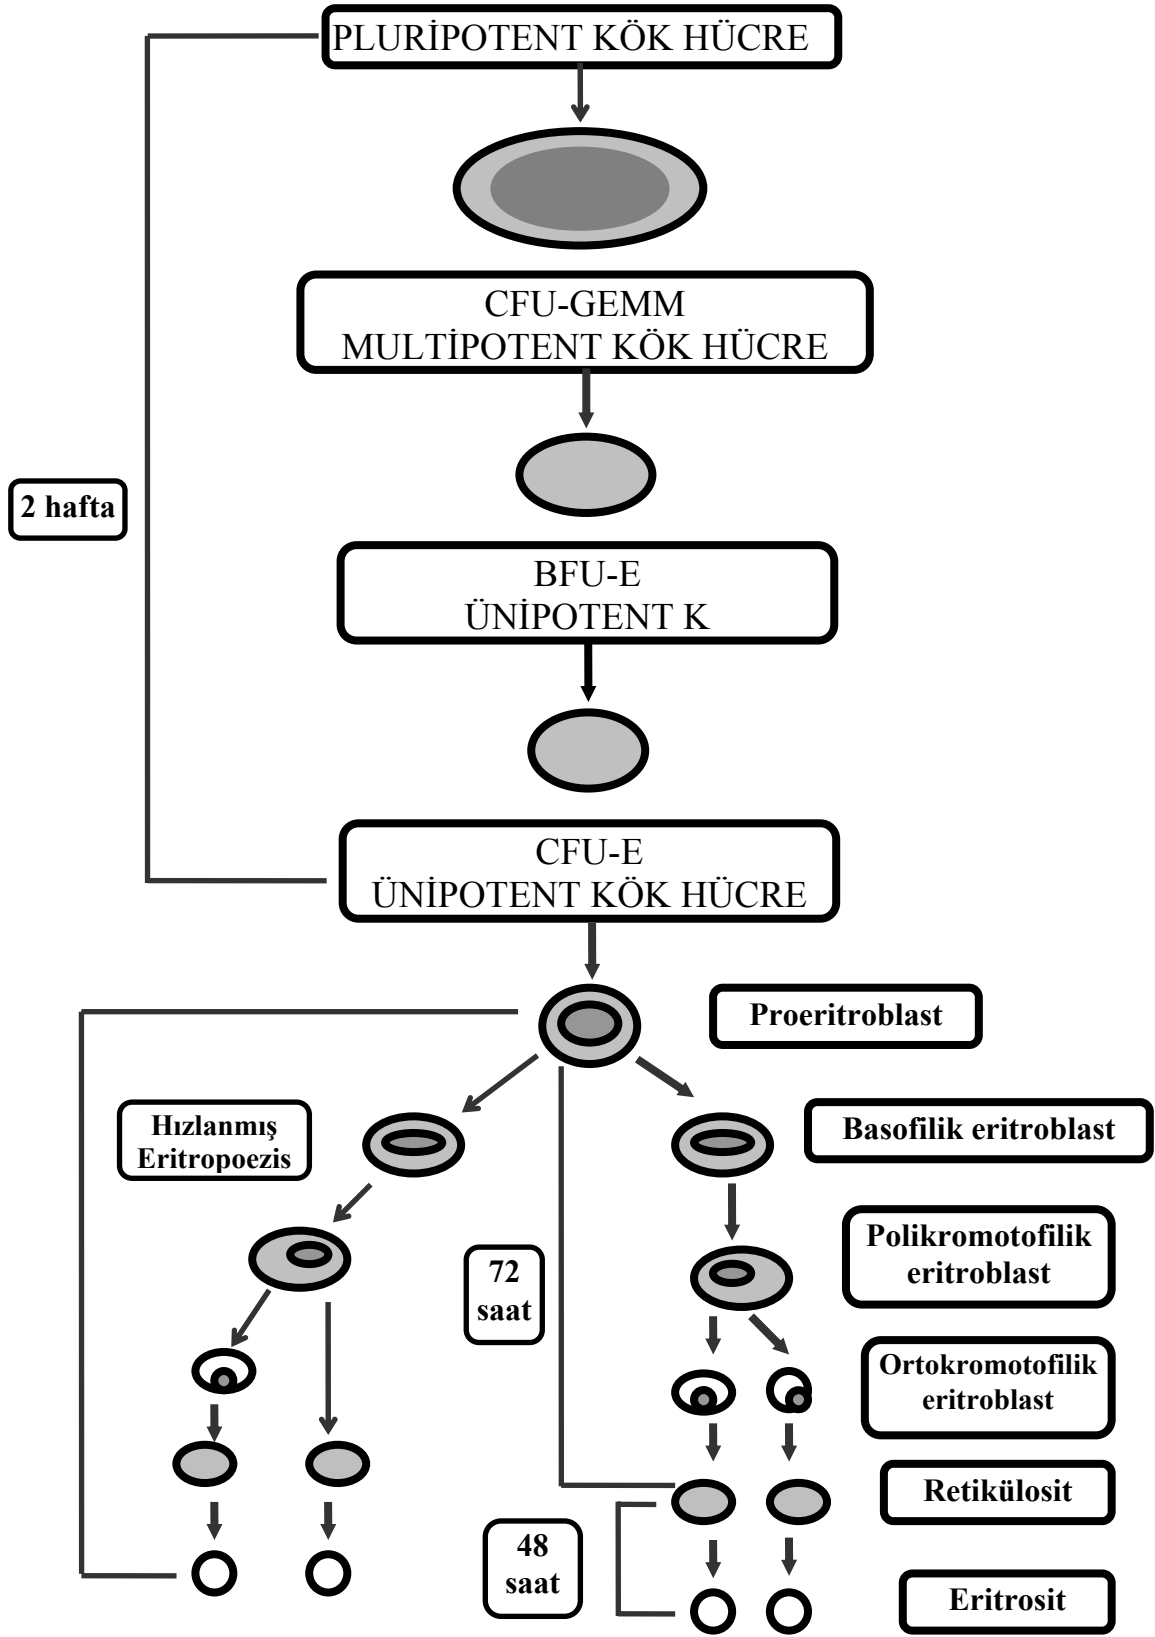 PLURİPOTENT KÖK HÜCRE
CFU-GEMM
MULTİPOTENT KÖK HÜCRE
2 hafta
BFU-E
ÜNİPOTENT K
CFU-E
ÜNİPOTENT KÖK HÜCRE
Proeritroblast
Hızlanmış
Eritropoezis
Basofilik eritroblast
Polikromotofilik
eritroblast
72
saat
Ortokromotofilik
eritroblast
Retikülosit
48
saat
Eritrosit